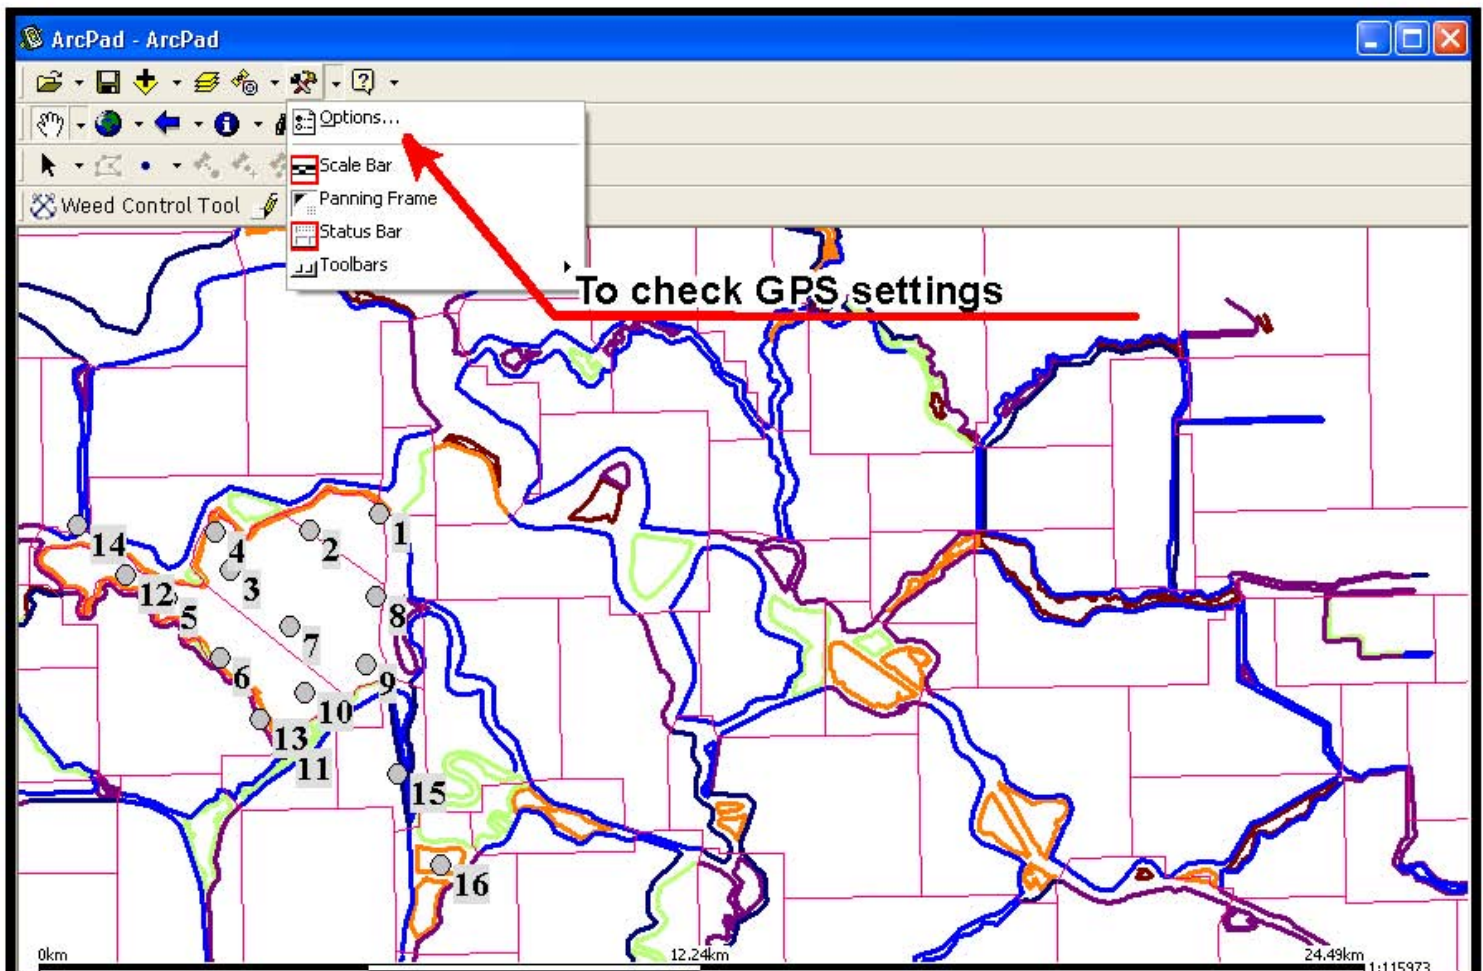 ArcPad - ArcPad
Options...
Scale Bar
Panning Frame
Weed Control Tool
Status Bar
Toolbars
To check GPS settings
1
2
4
14
3
12
5
8
7
6
9
10
13
11
15
16
0km
12.24km
24.49km
1:115973